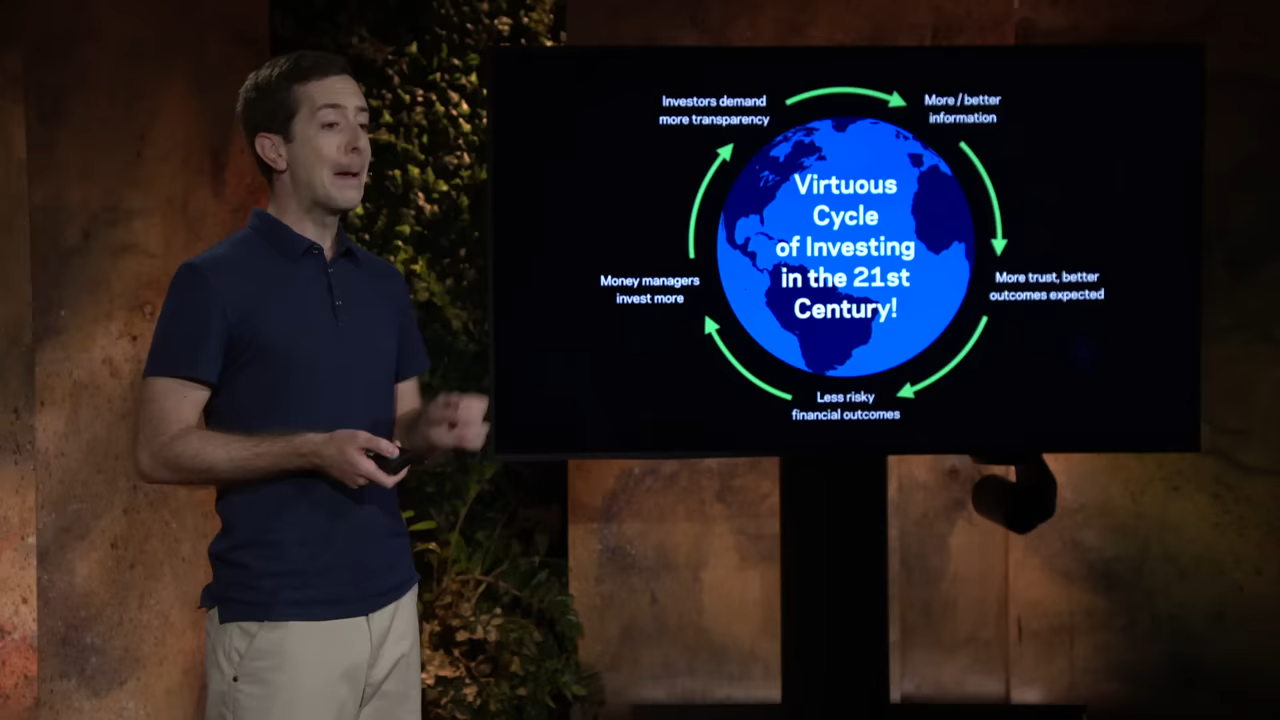 Investors demand
more transparency
More / better
information
Virtuous
Cycle
of Investing
in the 21st
Century!
More trust, better
outcomes expected
Less risky
financial outcomes
Money managers
invest more